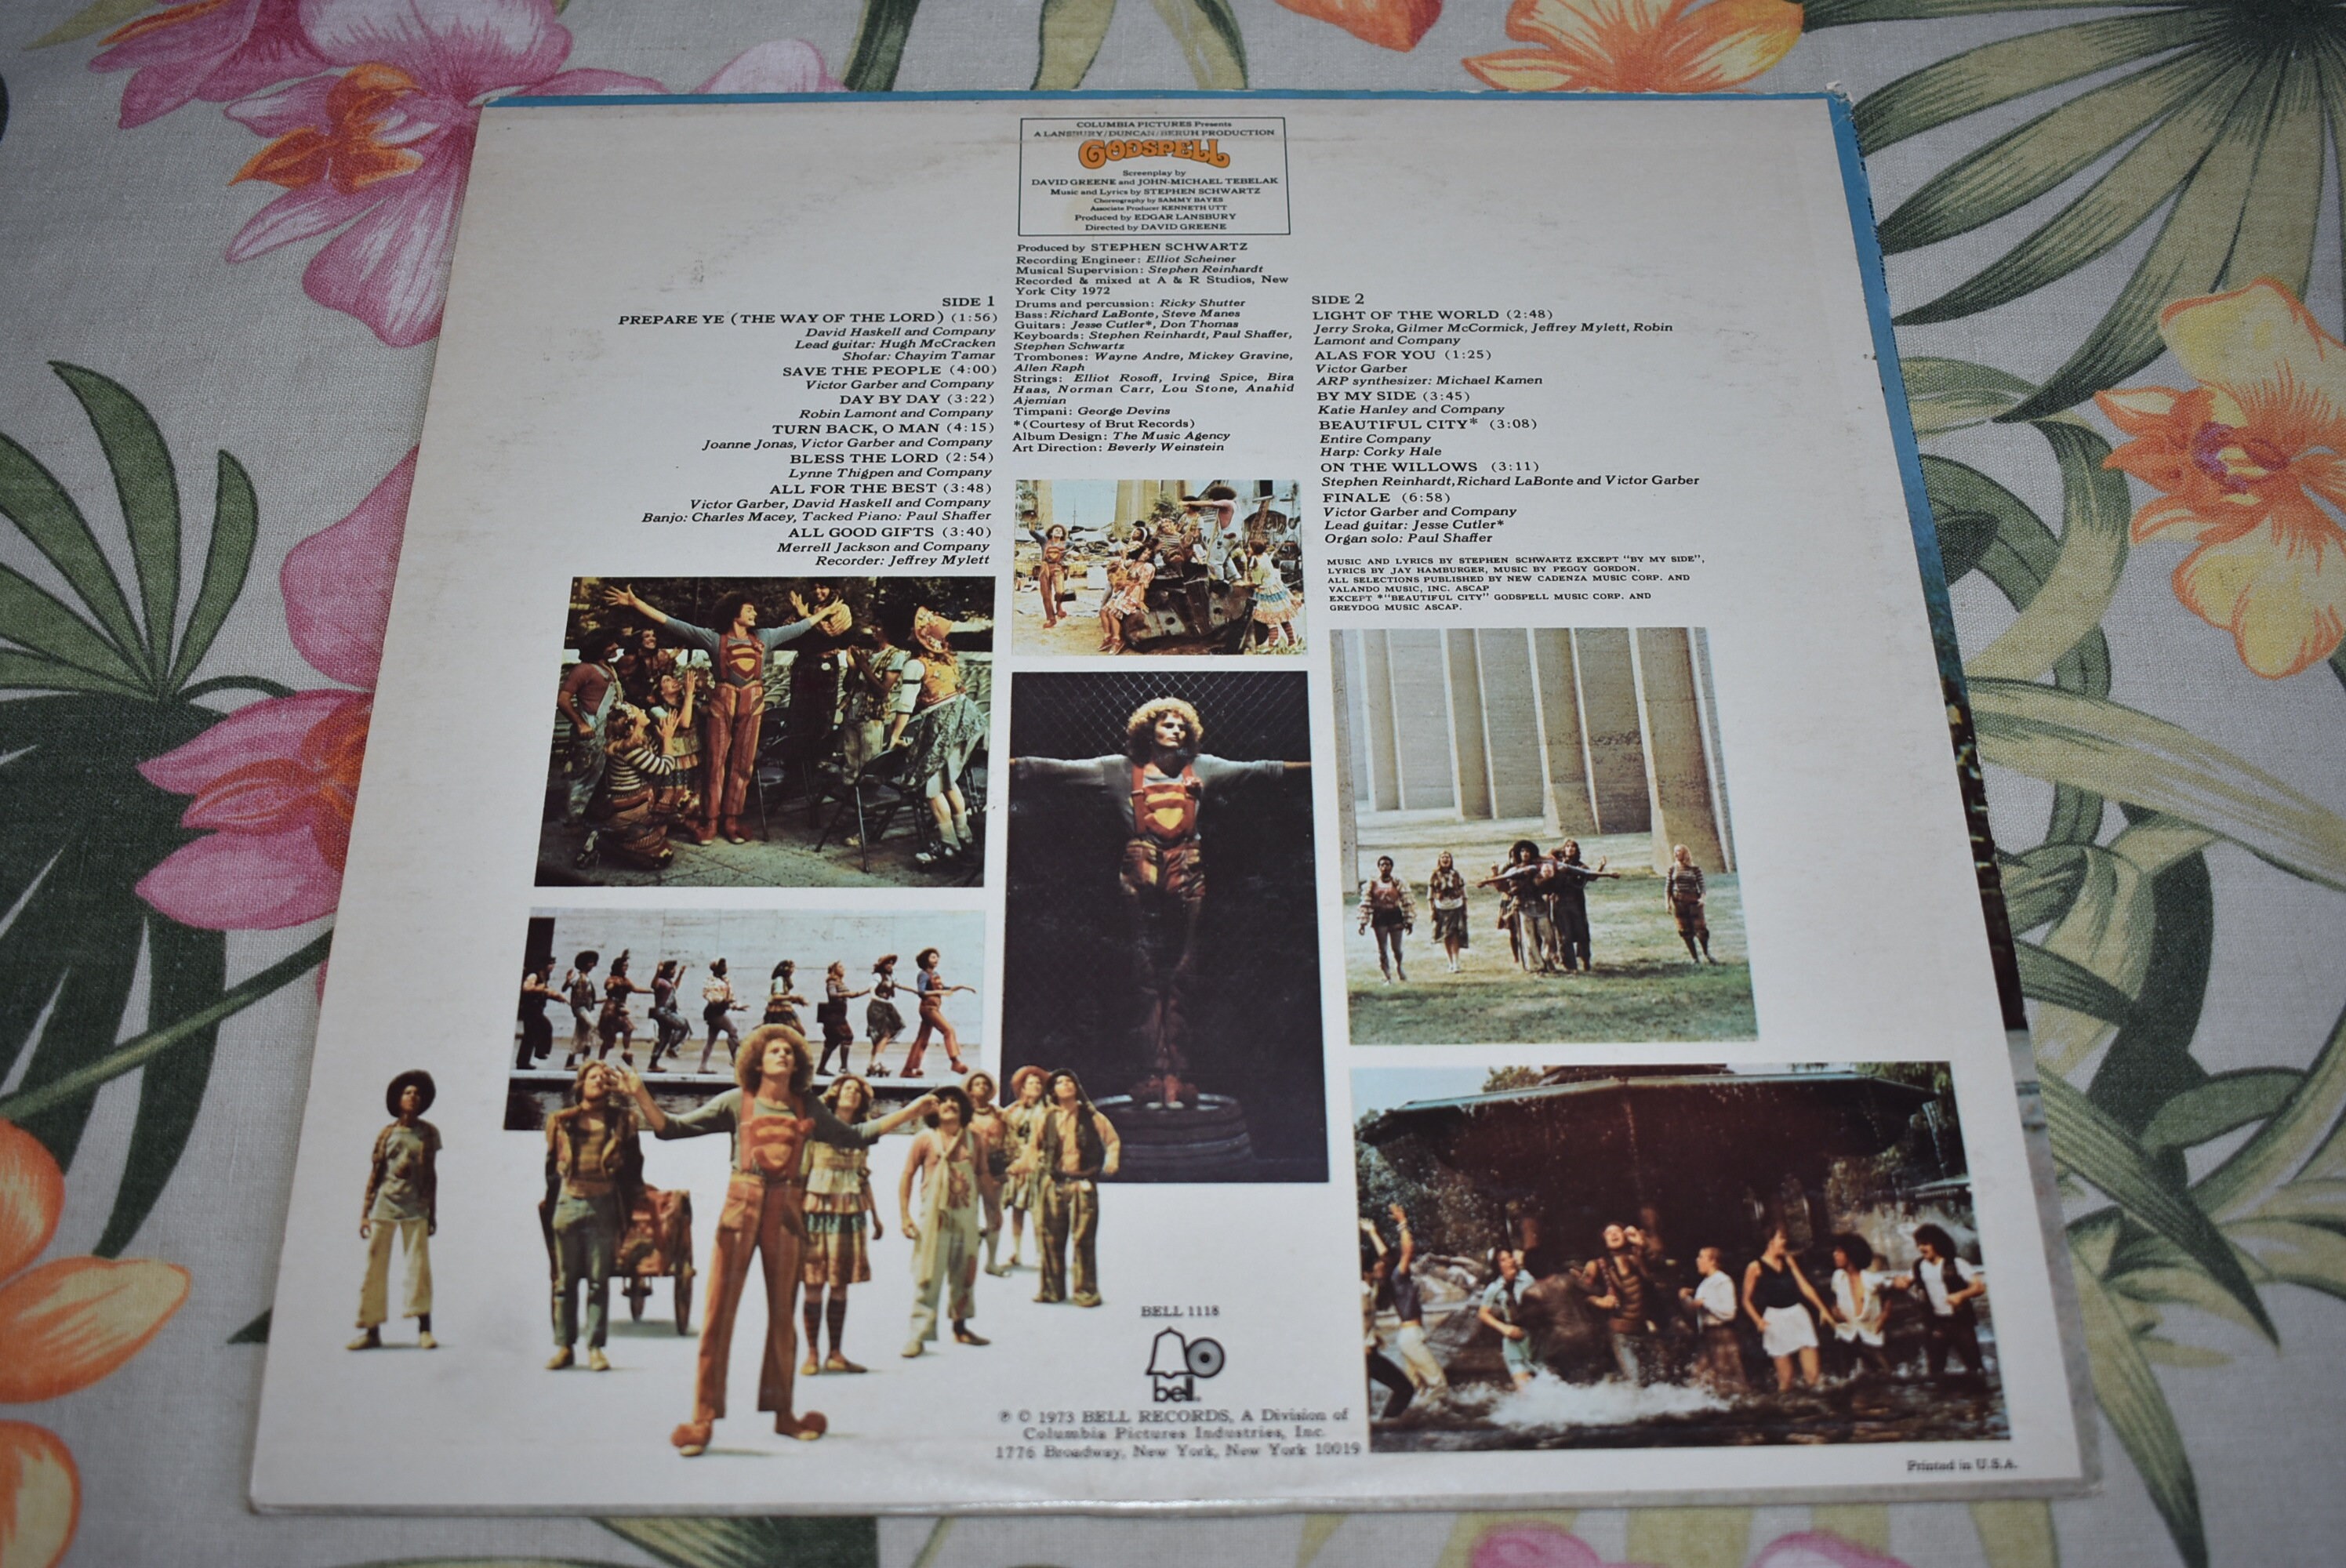 COLUMBIA PICTURES Presents
A LANSBURY/DUNCAN/BERUH PRODUCTION
GODSPELL
Screenplay by
DAVID GREENE and JOHN-MICHAEL TEBELAK
Music and Lyrics by STEPHEN SCHWARTZ
Choreography by SAMMY BAYES
Associate Producer KENNETH UTT
Produced by EDGAR LANSBURY
Directed by DAVID GREENE
SIDE 1
PREPARE YE (THE WAY OF THE LORD) (1:56)
David Haskell and Company
Lead guitar: Hugh McCracken
Shofar: Chayim Tamar
SAVE THE PEOPLE (4:00)
Victor Garber and Company
DAY BY DAY (3:22)
Robin Lamont and Company
TURN BACK, O MAN (4:15)
Joanne Jonas, Victor Garber and Company
BLESS THE LORD (2:54)
Lynne Thigpen and Company
ALL FOR THE BEST (3:48)
Victor Garber, David Haskell and Company
Banjo: Charles Macey, Tacked Piano: Paul Shaffer
ALL GOOD GIFTS (3:40)
Merrell Jackson and Company
Recorder: Jeffrey Mylett
Produced by STEPHEN SCHWARTZ
Recording Engineer: Elliot Scheiner
Musical Supervision: Stephen Reinhardt
Recorded & mixed at A & R Studios, New
York City 1972
Drums and percussion: Ricky Shutter
Bass: Richard LaBonte, Steve Manes
Guitars: Jesse Cutler*, Don Thomas
Keyboards: Stephen Reinhardt, Paul Shaffer,
Stephen Schwartz
Trombones: Wayne Andre, Mickey Gravine,
Allen Raph
Strings: Elliot Rosoff, Irving Spice, Bira
Haas, Norman Carr, Lou Stone, Anahid
Ajemian
Timpani: George Devins
*(Courtesy of Brut Records)
Album Design: The Music Agency
Art Direction: Beverly Weinstein
SIDE 2
LIGHT OF THE WORLD (2:48)
Jerry Sroka, Gilmer McCormick, Jeffrey Mylett, Robin
Lamont and Company
ALAS FOR YOU (1:25)
Victor Garber
ARP synthesizer: Michael Kamen
BY MY SIDE (3:45)
Katie Hanley and Company
BEAUTIFUL CITY* (3:08)
Entire Company
Harp: Corky Hale
ON THE WILLOWS (3:11)
Stephen Reinhardt, Richard LaBonte and Victor Garber
FINALE (6:58)
Victor Garber and Company
Lead guitar: Jesse Cutler*
Organ solo: Paul Shaffer
MUSIC AND LYRICS BY STEPHEN SCHWARTZ EXCEPT "BY MY SIDE",
LYRICS BY JAY HAMBURGER, MUSIC BY PEGGY GORDON.
ALL SELECTIONS PUBLISHED BY NEW CADENZA MUSIC CORP. AND
VALANDO MUSIC, INC. ASCAP
EXCEPT *"BEAUTIFUL CITY" GODSPELL MUSIC CORP. AND
GREYDOG MUSIC ASCAP.
BELL 1118
bell
℗ © 1973 BELL RECORDS, A Division of
Columbia Pictures Industries, Inc.
1776 Broadway, New York, New York 10019
Printed in U.S.A.